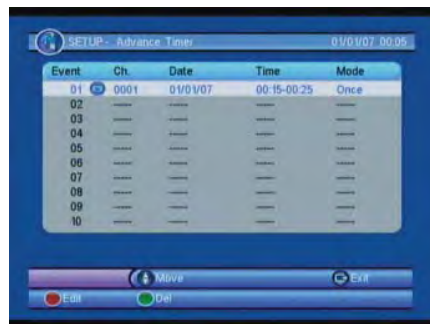 SETUP - Advance Timer 01/01/07 00:05
Event Ch. Date Time Mode
01 0001 01/01/07 00:15-00:25 Once
02 ----- ----- ----- -----
03 ----- ----- ----- -----
04 ----- ----- ----- -----
05 ----- ----- ----- -----
06 ----- ----- ----- -----
07 ----- ----- ----- -----
08 ----- ----- ----- -----
09 ----- ----- ----- -----
10 ----- ----- ----- -----
Move Exit
Edit Del